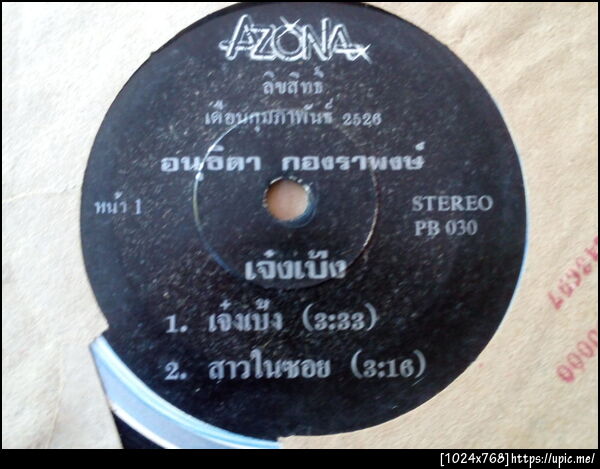 AZONA
ลิขสิทธิ์
เดือนกุมภาพันธ์ 2526
อนธิตา กองราพงษ์
หน้า 1
STEREO
PB 030
เจ๋งเป้ง
1. เจ๋งเป้ง (3:33)
2. สาวในซอย (3:16)
[1024x768]https://upic.me/